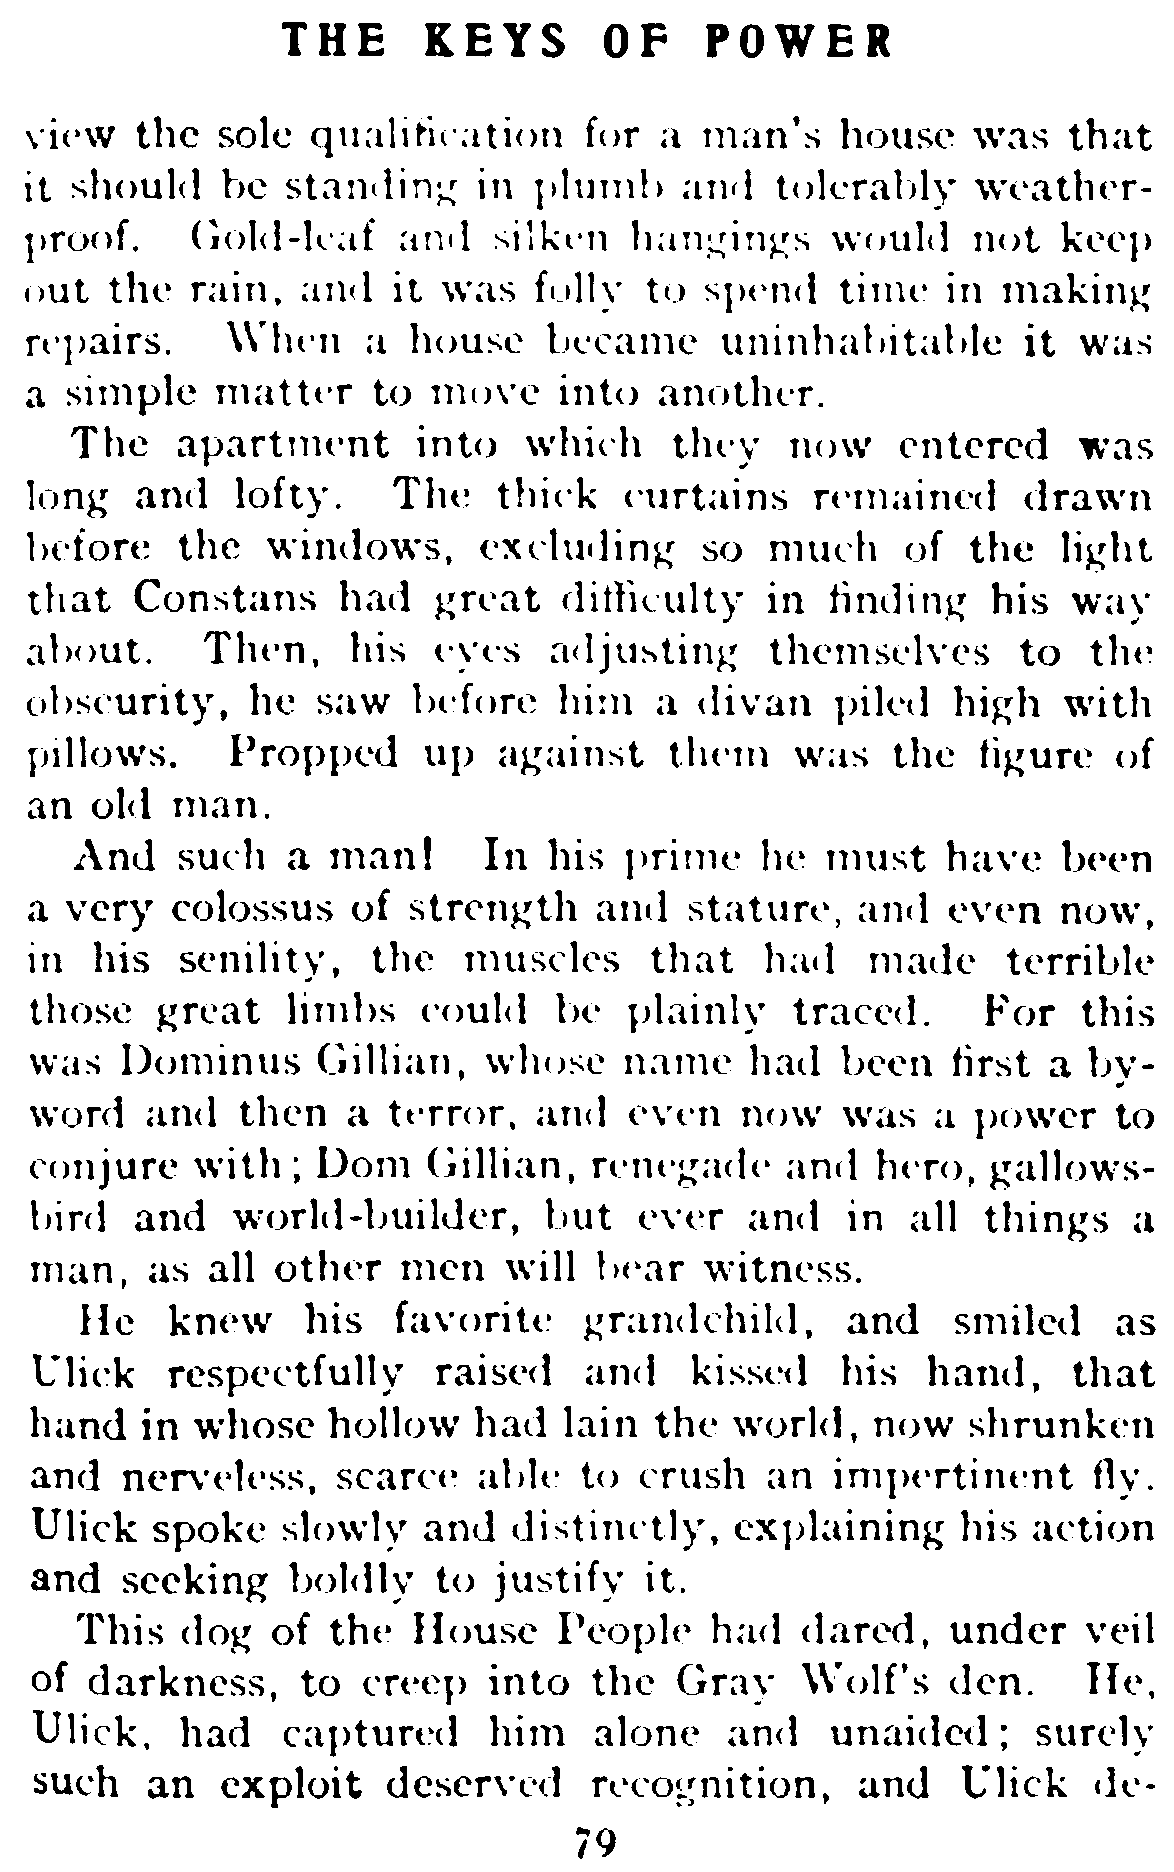 THE KEYS OF POWER
view the sole qualification for a man's house was that
it should be standing in plumb and tolerably weather-
proof. Gold-leaf and silken hangings would not keep
out the rain, and it was folly to spend time in making
repairs. When a house became uninhabitable it was
a simple matter to move into another.
The apartment into which they now entered was
long and lofty. The thick curtains remained drawn
before the windows, excluding so much of the light
that Constans had great difficulty in finding his way
about. Then, his eyes adjusting themselves to the
obscurity, he saw before him a divan piled high with
pillows. Propped up against them was the figure of
an old man.
And such a man! In his prime he must have been
a very colossus of strength and stature, and even now,
in his senility, the muscles that had made terrible
those great limbs could be plainly traced. For this
was Dominus Gillian, whose name had been first a by-
word and then a terror, and even now was a power to
conjure with; Dom Gillian, renegade and hero, gallows-
bird and world-builder, but ever and in all things a
man, as all other men will bear witness.
He knew his favorite grandchild, and smiled as
Ulick respectfully raised and kissed his hand, that
hand in whose hollow had lain the world, now shrunken
and nerveless, scarce able to crush an impertinent fly.
Ulick spoke slowly and distinctly, explaining his action
and seeking boldly to justify it.
This dog of the House People had dared, under veil
of darkness, to creep into the Gray Wolf's den. He,
Ulick, had captured him alone and unaided; surely
such an exploit deserved recognition, and Ulick de-
79